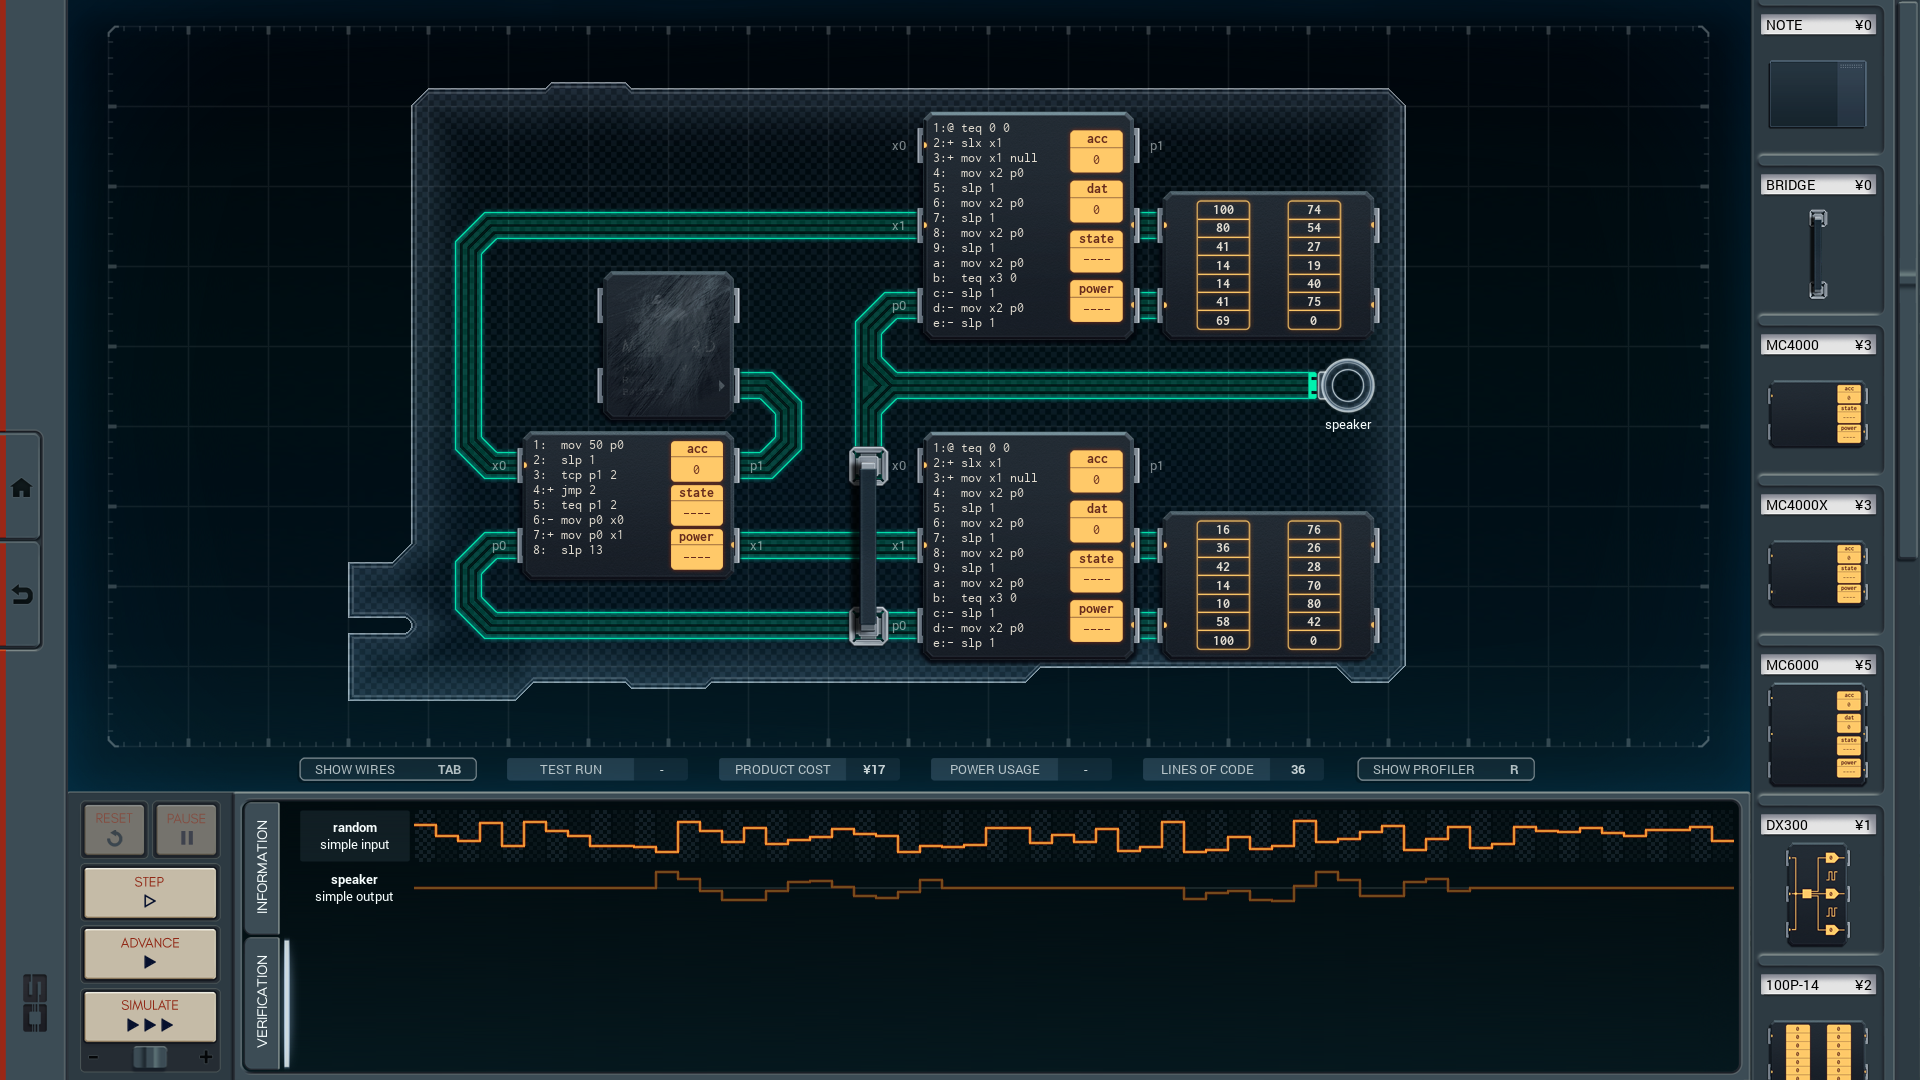 NOTE ¥0
BRIDGE ¥0
MC4000 ¥3
MC4000X ¥3
MC6000 ¥5
DX300 ¥1
100P-14 ¥2
x0
x1
p0
p1
1:@ teq 0 0
2:+ slx x1
3:+ mov x1 null
4: mov x2 p0
5: slp 1
6: mov x2 p0
7: slp 1
8: mov x2 p0
9: slp 1
a: mov x2 p0
b: teq x3 0
c:- slp 1
d:- mov x2 p0
e:- slp 1
acc
0
dat
0
state
----
power
----
100 74
80 54
41 27
14 19
14 40
41 75
69 0
speaker
x0
p0
p1
x1
1: mov 50 p0
2: slp 1
3: tcp p1 2
4:+ jmp 2
5: teq p1 2
6:- mov p0 x0
7:+ mov p0 x1
8: slp 13
acc
0
state
----
power
----
x0
x1
p0
p1
1:@ teq 0 0
2:+ slx x1
3:+ mov x1 null
4: mov x2 p0
5: slp 1
6: mov x2 p0
7: slp 1
8: mov x2 p0
9: slp 1
a: mov x2 p0
b: teq x3 0
c:- slp 1
d:- mov x2 p0
e:- slp 1
acc
0
dat
0
state
----
power
----
16 76
36 26
42 28
14 70
10 80
58 42
100 0
SHOW WIRES TAB
TEST RUN -
PRODUCT COST ¥17
POWER USAGE -
LINES OF CODE 36
SHOW PROFILER R
RESET
PAUSE
STEP
ADVANCE
SIMULATE
- +
INFORMATION
VERIFICATION
random
simple input
speaker
simple output